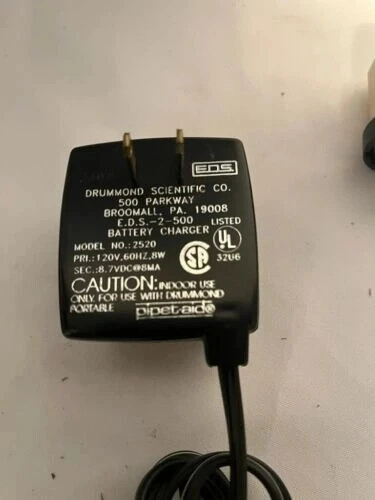 E.D.S.
DRUMMOND SCIENTIFIC CO.
500 PARKWAY
BROOMALL, PA. 19008
E.D.S.-2-500
BATTERY CHARGER
LISTED
UL
32U6
MODEL NO.: 2520
PRI.: 120V, 60HZ, 8W
SEC.: 8.7VDC@8MA
SA
CAUTION: INDOOR USE
ONLY. FOR USE WITH DRUMMOND
PORTABLE pipet-aid®